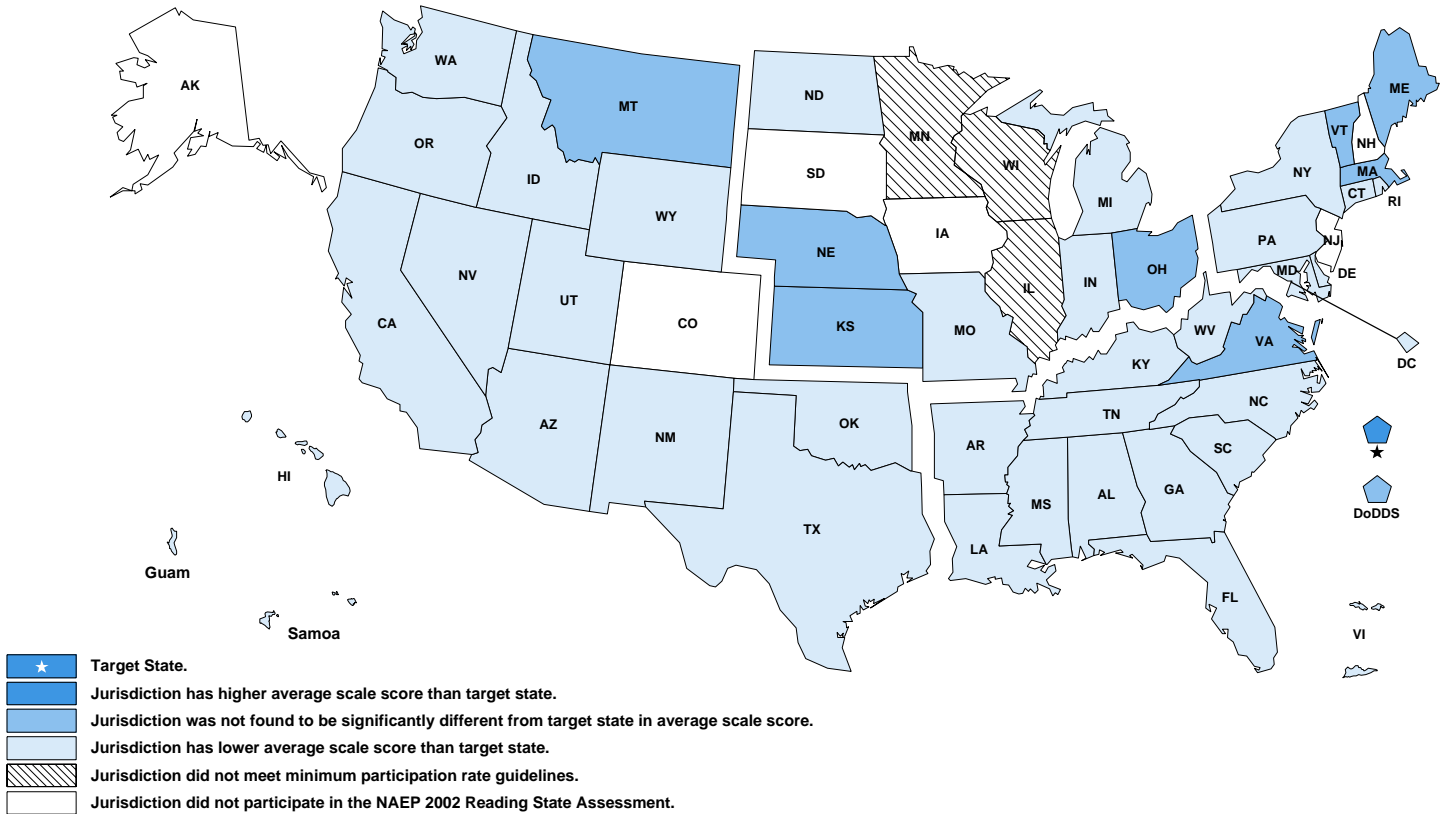 AK
WA
MT
ND
MN
ME
VT
NH
OR
ID
SD
WI
NY
MA
CT
RI
WY
MI
IA
PA
NJ
NE
NV
UT
CO
IL
IN
OH
MD
DE
CA
KS
MO
WV
VA
KY
DC
AZ
NM
OK
AR
TN
NC
SC
HI
MS
AL
GA
DoDDS
TX
LA
Guam
FL
Samoa
VI
Target State.
Jurisdiction has higher average scale score than target state.
Jurisdiction was not found to be significantly different from target state in average scale score.
Jurisdiction has lower average scale score than target state.
Jurisdiction did not meet minimum participation rate guidelines.
Jurisdiction did not participate in the NAEP 2002 Reading State Assessment.